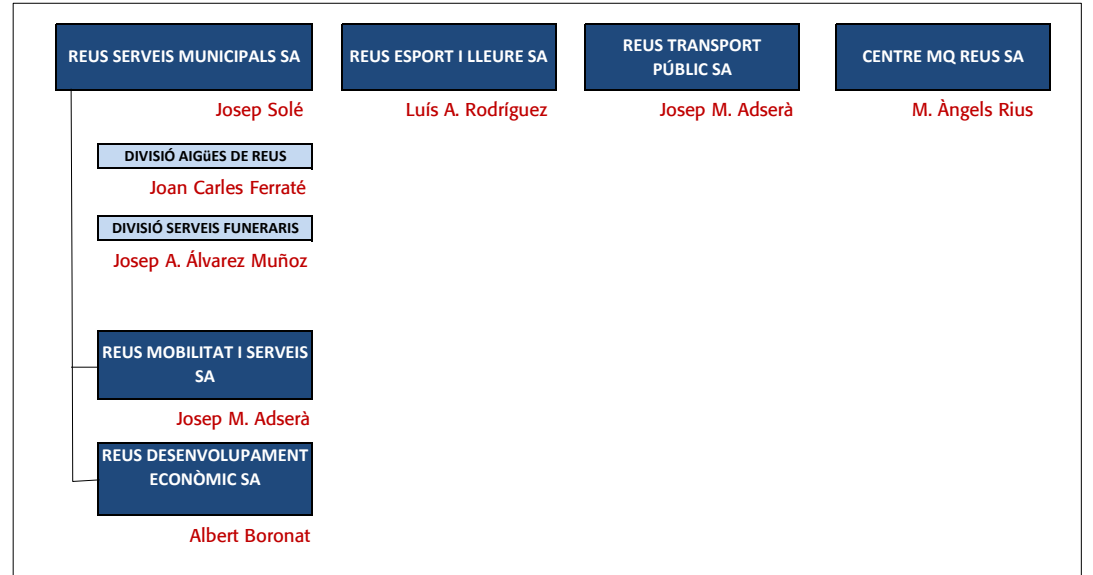 REUS SERVEIS MUNICIPALS SA
Josep Solé
REUS ESPORT I LLEURE SA
Luís A. Rodríguez
REUS TRANSPORT
PÚBLIC SA
Josep M. Adserà
CENTRE MQ REUS SA
M. Àngels Rius
DIVISIÓ AIGüES DE REUS
Joan Carles Ferraté
DIVISIÓ SERVEIS FUNERARIS
Josep A. Álvarez Muñoz
REUS MOBILITAT I SERVEIS
SA
Josep M. Adserà
REUS DESENVOLUPAMENT
ECONÒMIC SA
Albert Boronat